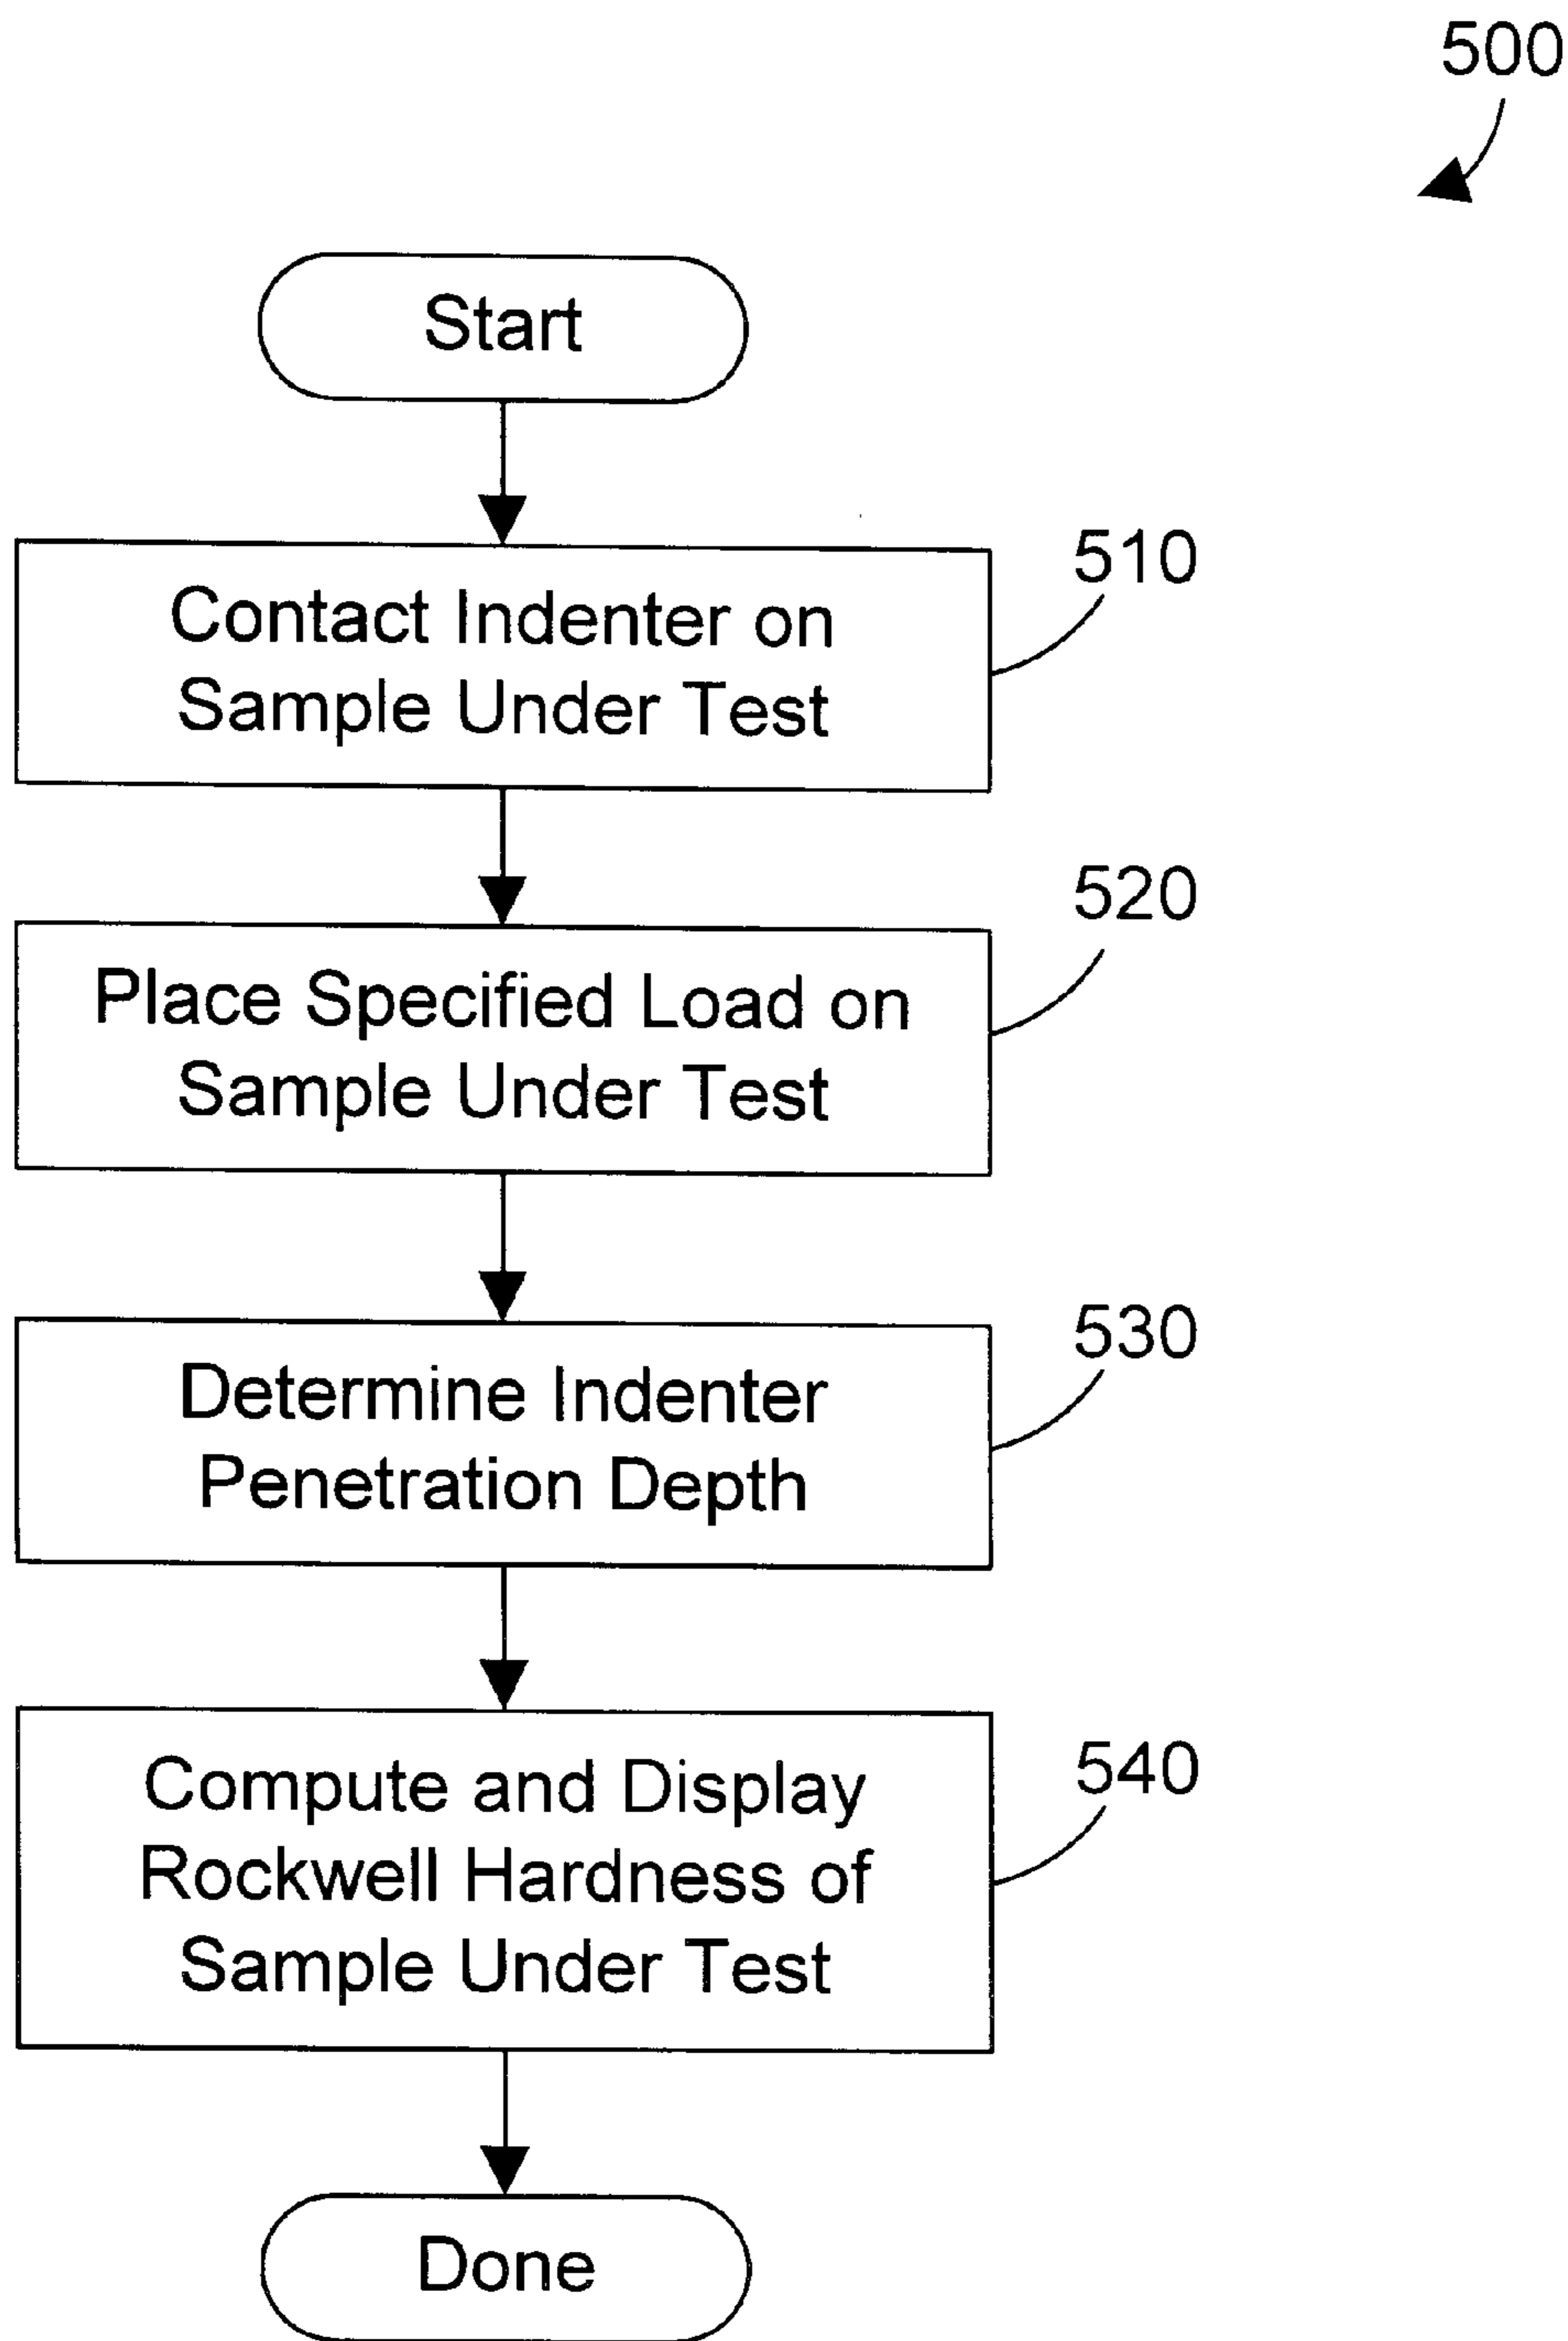 500
Start
Contact Indenter on
Sample Under Test
510
Place Specified Load on
Sample Under Test
520
Determine Indenter
Penetration Depth
530
Compute and Display
Rockwell Hardness of
Sample Under Test
540
Done